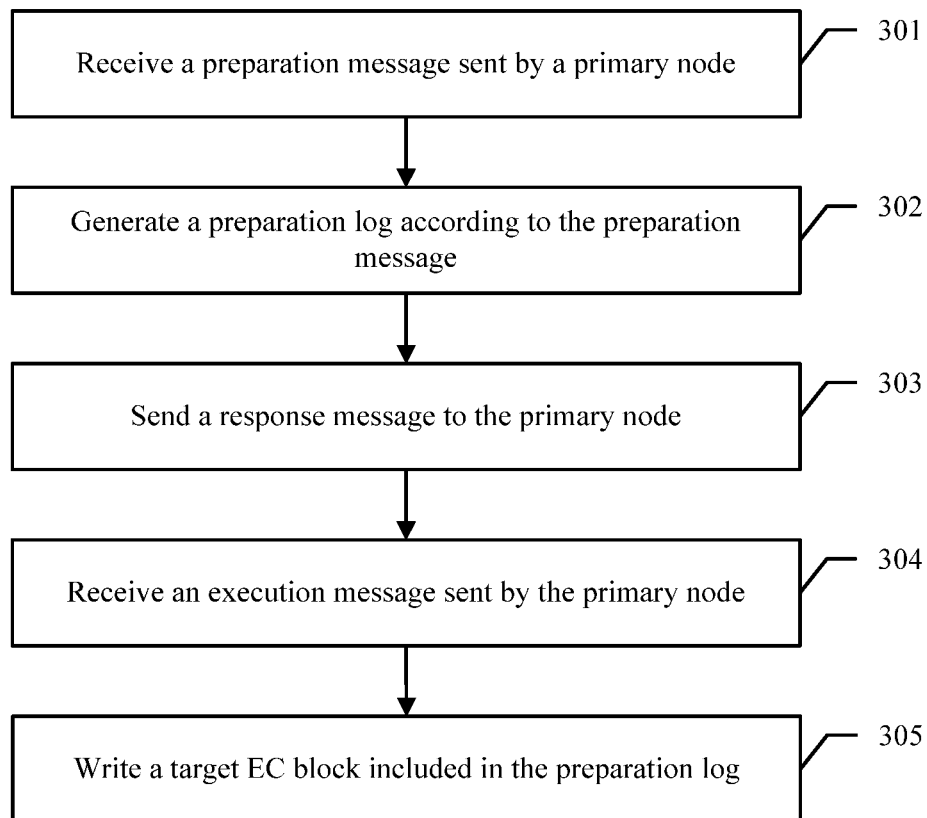 301
Receive a preparation message sent by a primary node
302
Generate a preparation log according to the preparation
message
303
Send a response message to the primary node
304
Receive an execution message sent by the primary node
305
Write a target EC block included in the preparation log